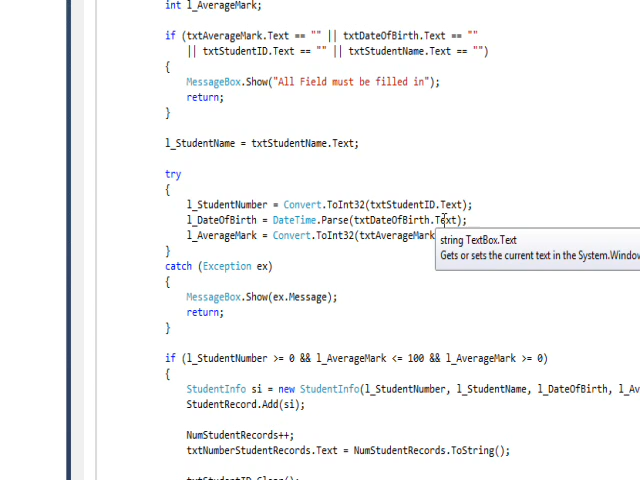 int l_AverageMark;
if (txtAverageMark.Text == "" || txtDateOfBirth.Text == ""
|| txtStudentID.Text == "" || txtStudentName.Text == "")
{
MessageBox.Show("All Field must be filled in");
return;
}
l_StudentName = txtStudentName.Text;
try
{
l_StudentNumber = Convert.ToInt32(txtStudentID.Text);
l_DateOfBirth = DateTime.Parse(txtDateOfBirth.Text);
l_AverageMark = Convert.ToInt32(txtAverageMark
string TextBox.Text
Gets or sets the current text in the System.Window
}
catch (Exception ex)
{
MessageBox.Show(ex.Message);
return;
}
if (l_StudentNumber >= 0 && l_AverageMark <= 100 && l_AverageMark >= 0)
{
StudentInfo si = new StudentInfo(l_StudentNumber, l_StudentName, l_DateOfBirth, l_Av
StudentRecord.Add(si);
NumStudentRecords++;
txtNumberStudentRecords.Text = NumStudentRecords.ToString();
txtStudentID.Clear();